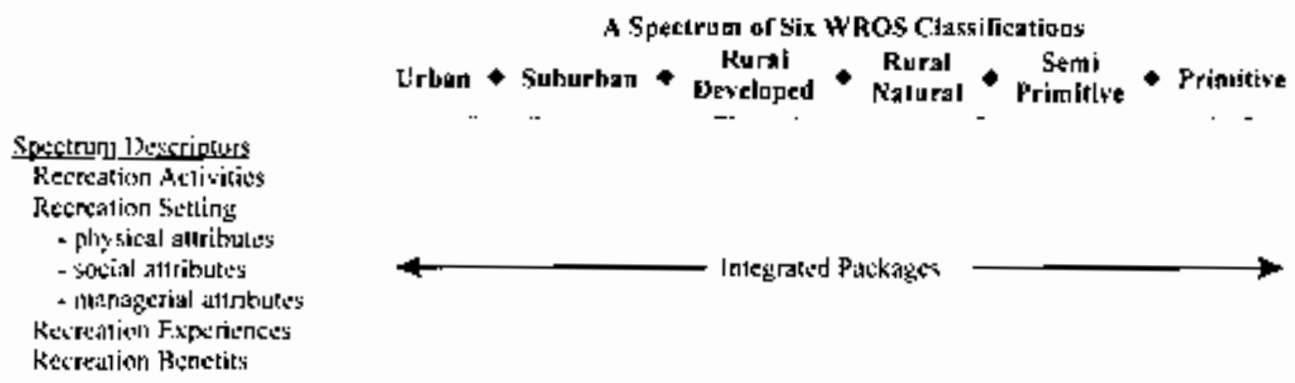 A Spectrum of Six WROS Classifications
Urban ◆ Suburban ◆ Rural Developed ◆ Rural Natural ◆ Semi Primitive ◆ Primitive
Spectrum Descriptors
Recreation Activities
Recreation Setting
- physical attributes
- social attributes
- managerial attributes
Integrated Packages
Recreation Experiences
Recreation Benefits